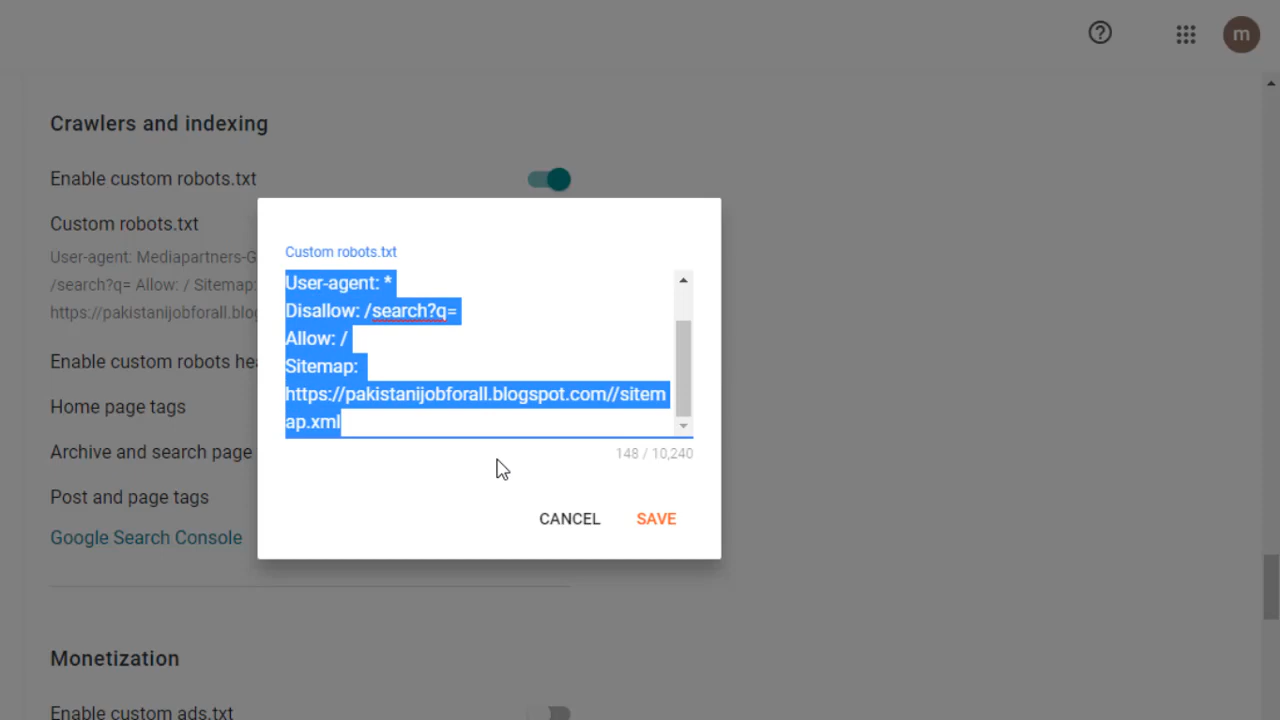 m
Crawlers and indexing
Enable custom robots.txt
Custom robots.txt
User-agent: Mediapartners-G
/search?q= Allow: / Sitemap:
https://pakistanijobforall.blog
Enable custom robots hea
Home page tags
Archive and search page
Post and page tags
Google Search Console
Custom robots.txt
User-agent: *
Disallow: /search?q=
Allow: /
Sitemap:
https://pakistanijobforall.blogspot.com//sitem
ap.xml
148 / 10,240
CANCEL SAVE
Monetization
Enable custom ads.txt